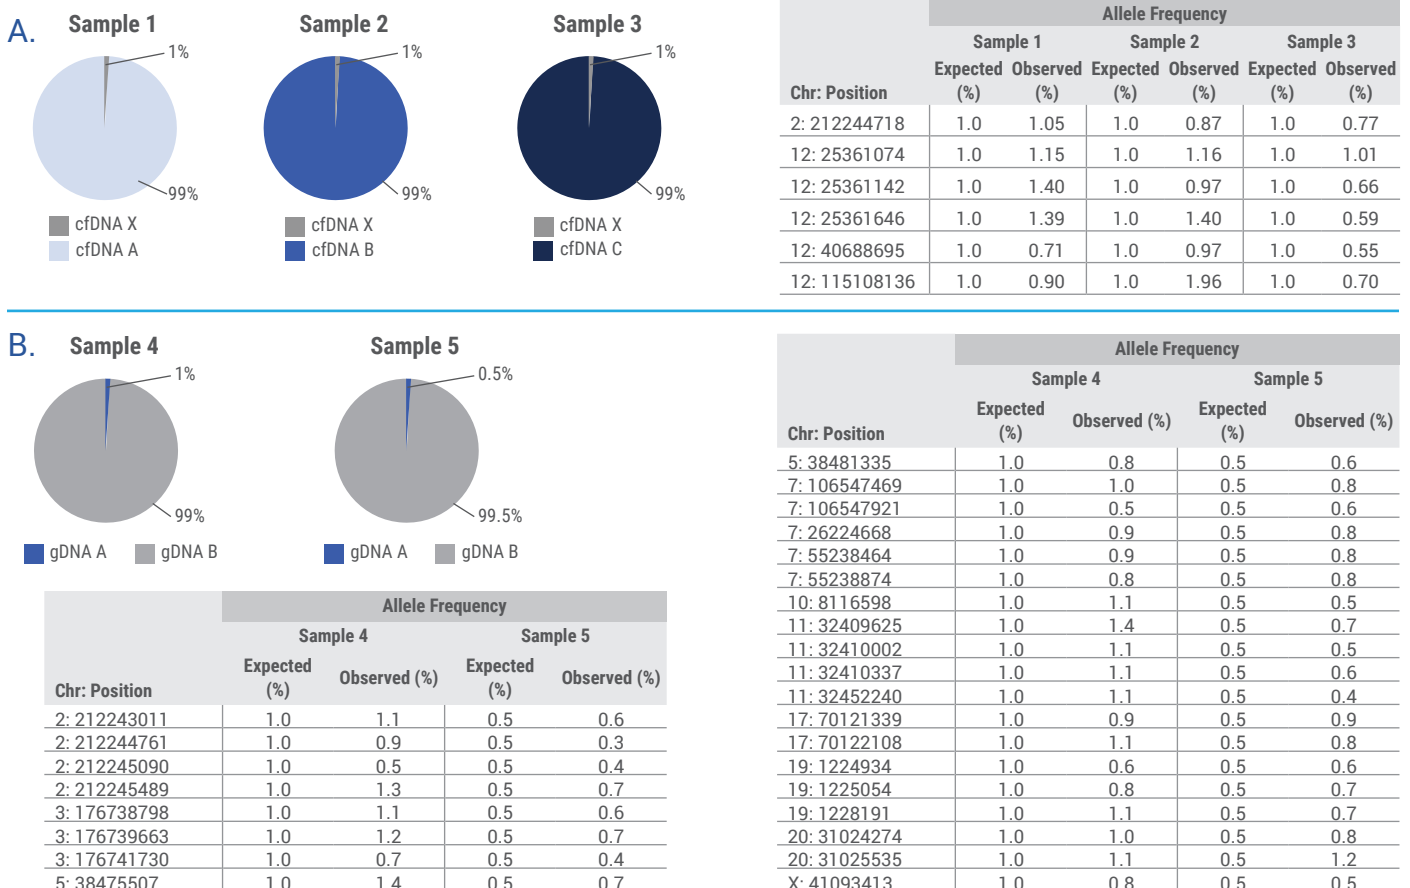 A.
Sample 1
1%
99%
cfDNA X
cfDNA A
Sample 2
1%
99%
cfDNA X
cfDNA B
Sample 3
1%
99%
cfDNA X
cfDNA C
Allele Frequency
Sample 1 Sample 2 Sample 3
Expected Observed Expected Observed Expected Observed
Chr: Position (%) (%) (%) (%) (%) (%)
2: 212244718 1.0 1.05 1.0 0.87 1.0 0.77
12: 25361074 1.0 1.15 1.0 1.16 1.0 1.01
12: 25361142 1.0 1.40 1.0 0.97 1.0 0.66
12: 25361646 1.0 1.39 1.0 1.40 1.0 0.59
12: 40688695 1.0 0.71 1.0 0.97 1.0 0.55
12: 115108136 1.0 0.90 1.0 1.96 1.0 0.70
B.
Sample 4
1%
99%
gDNA A gDNA B
Sample 5
0.5%
99.5%
gDNA A gDNA B
Allele Frequency
Sample 4 Sample 5
Expected Observed (%) Expected Observed (%)
Chr: Position (%) (%)
2: 212243011 1.0 1.1 0.5 0.6
2: 212244761 1.0 0.9 0.5 0.3
2: 212245090 1.0 0.5 0.5 0.4
2: 212245489 1.0 1.3 0.5 0.7
3: 176738798 1.0 1.1 0.5 0.6
3: 176739663 1.0 1.2 0.5 0.7
3: 176741730 1.0 0.7 0.5 0.4
5: 38475507 1.0 1.4 0.5 0.7
Allele Frequency
Sample 4 Sample 5
Expected Observed (%) Expected Observed (%)
Chr: Position (%) (%)
5: 38481335 1.0 0.8 0.5 0.6
7: 106547469 1.0 1.0 0.5 0.8
7: 106547921 1.0 0.5 0.5 0.6
7: 26224668 1.0 0.9 0.5 0.8
7: 55238464 1.0 0.9 0.5 0.8
7: 55238874 1.0 0.8 0.5 0.8
10: 8116598 1.0 1.1 0.5 0.5
11: 32409625 1.0 1.4 0.5 0.7
11: 32410002 1.0 1.1 0.5 0.5
11: 32410337 1.0 1.1 0.5 0.6
11: 32452240 1.0 1.1 0.5 0.4
17: 70121339 1.0 0.9 0.5 0.9
17: 70122108 1.0 1.1 0.5 0.8
19: 1224934 1.0 0.6 0.5 0.6
19: 1225054 1.0 0.8 0.5 0.7
19: 1228191 1.0 1.1 0.5 0.7
20: 31024274 1.0 1.0 0.5 0.8
20: 31025535 1.0 1.1 0.5 1.2
X: 41093413 1.0 0.8 0.5 0.5